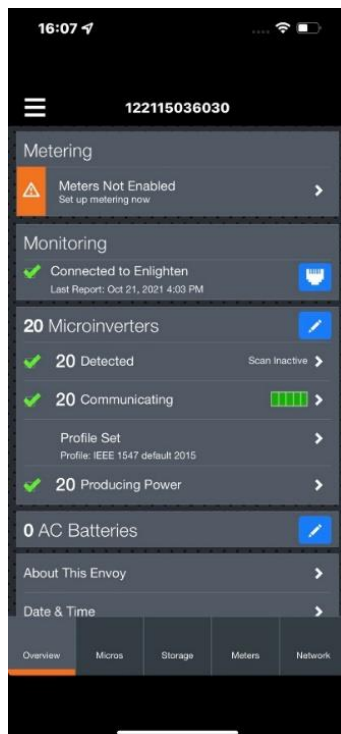 16:07
122115036030
Metering
Meters Not Enabled
Set up metering now
Monitoring
Connected to Enlighten
Last Report: Oct 21, 2021 4:03 PM
20 Microinverters
20 Detected
Scan Inactive
20 Communicating
Profile Set
Profile: IEEE 1547 default 2015
20 Producing Power
0 AC Batteries
About This Envoy
Date & Time
Overview
Micros
Storage
Meters
Network